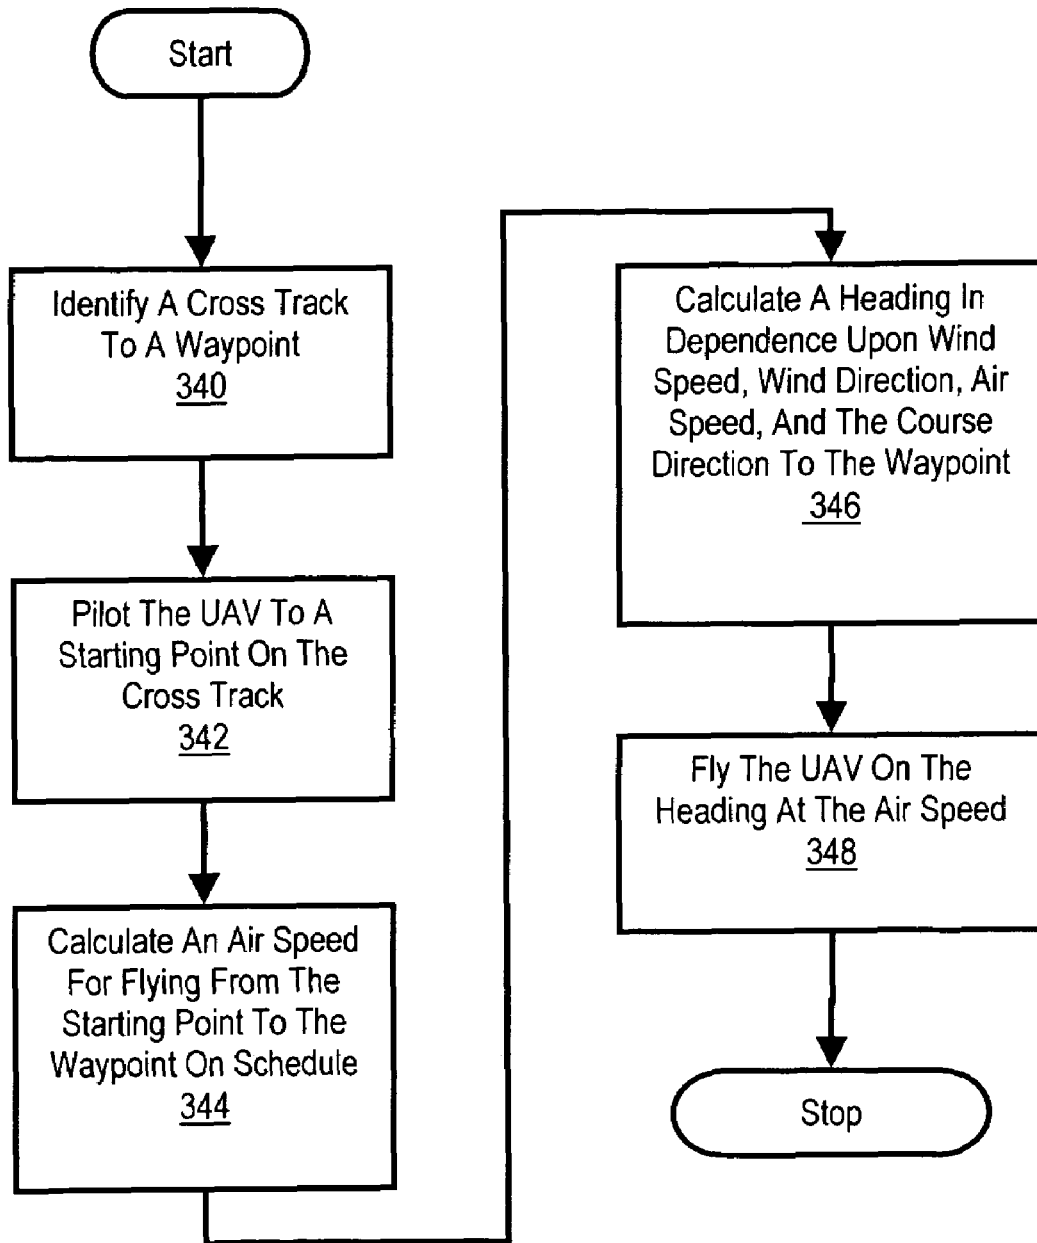 Start
Identify A Cross Track
To A Waypoint
340
Pilot The UAV To A
Starting Point On The
Cross Track
342
Calculate An Air Speed
For Flying From The
Starting Point To The
Waypoint On Schedule
344
Calculate A Heading In
Dependence Upon Wind
Speed, Wind Direction, Air
Speed, And The Course
Direction To The Waypoint
346
Fly The UAV On The
Heading At The Air Speed
348
Stop